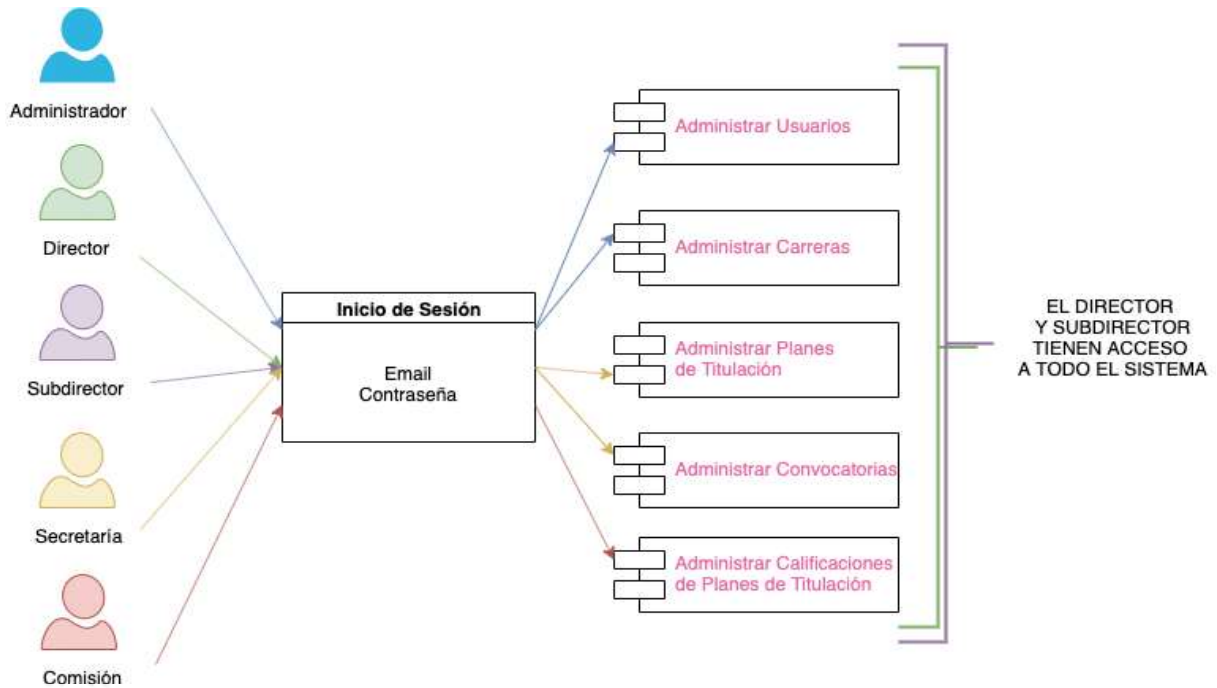 Administrador
Director
Subdirector
Secretaría
Comisión
Inicio de Sesión
Email
Contraseña
Administrar Usuarios
Administrar Carreras
Administrar Planes
de Titulación
Administrar Convocatorias
Administrar Calificaciones
de Planes de Titulación
EL DIRECTOR
Y SUBDIRECTOR
TIENEN ACCESO
A TODO EL SISTEMA